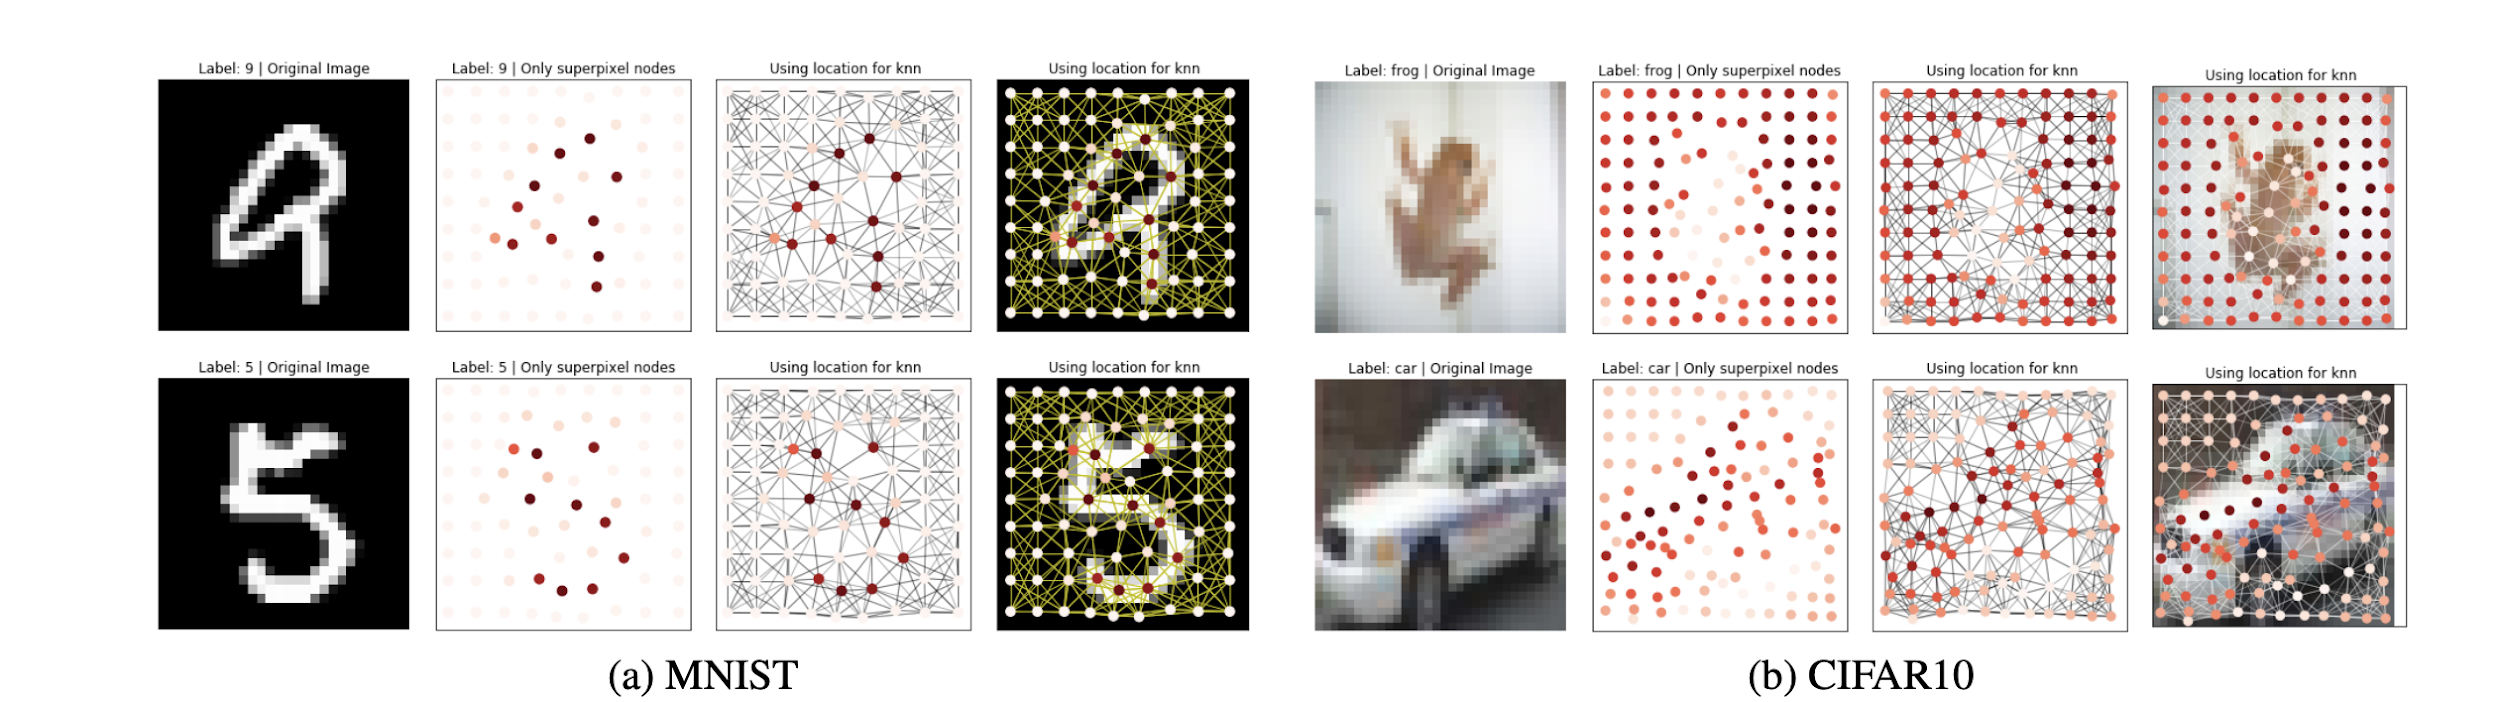 Label: 9 | Original Image
Label: 9 | Only superpixel nodes
Using location for knn
Using location for knn
Label: frog | Original Image
Label: frog | Only superpixel nodes
Using location for knn
Using location for knn
Label: 5 | Original Image
Label: 5 | Only superpixel nodes
Using location for knn
Using location for knn
Label: car | Original Image
Label: car | Only superpixel nodes
Using location for knn
Using location for knn
(a) MNIST
(b) CIFAR10